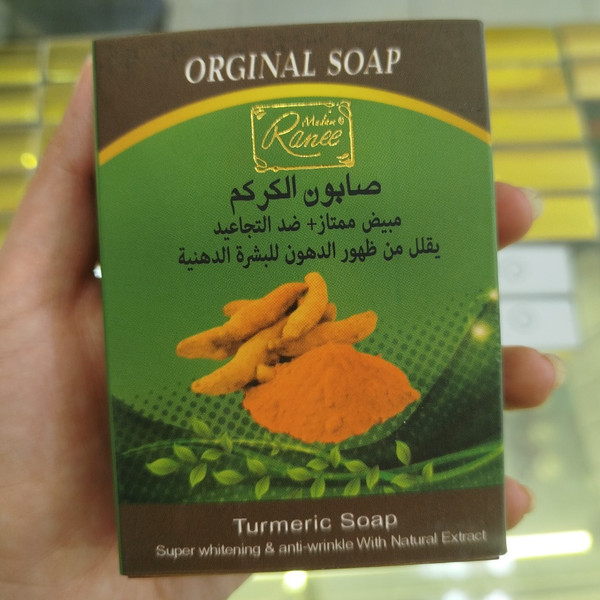 ORGINAL SOAP
Madam ®
Ranee
صابون الكركم
مبيض ممتاز+ ضد التجاعيد
يقلل من ظهور الدهون للبشرة الدهنية
Turmeric Soap
Super whitening & anti-wrinkle With Natural Extract